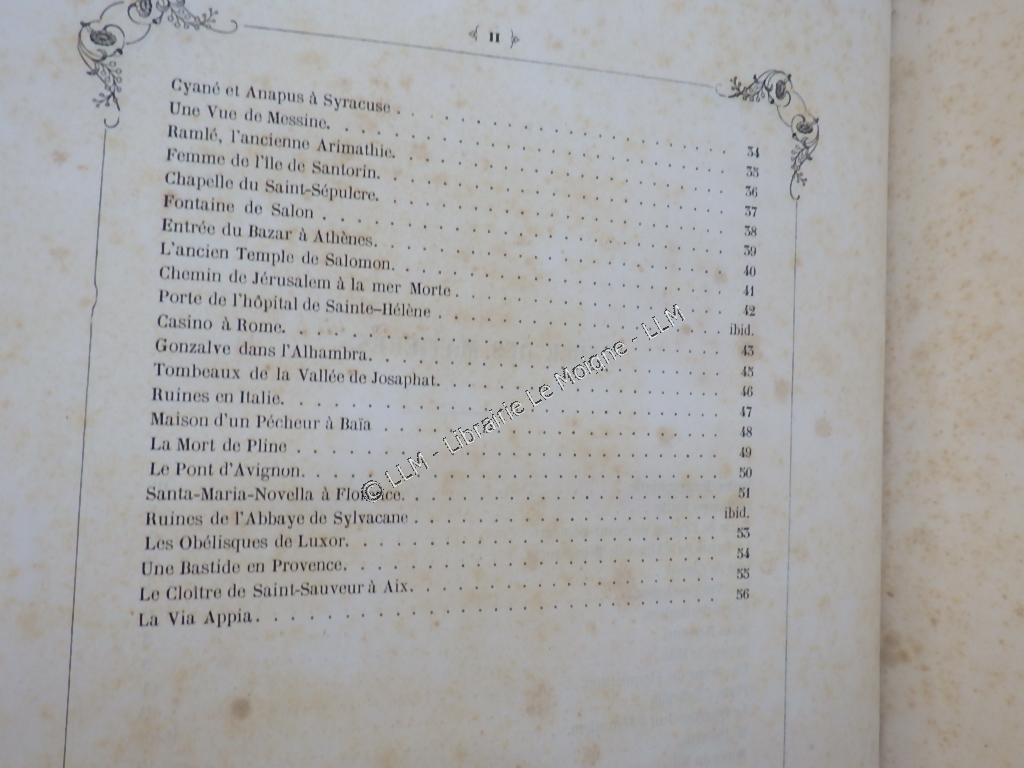 II
Cyané et Anapus à Syracuse . . . . . . . . . . . . . . . 34
Une Vue de Messine. . . . . . . . . . . . . . . . . . 35
Ramlé, l'ancienne Arimathie. . . . . . . . . . . . . . . 36
Femme de l'Ile de Santorin. . . . . . . . . . . . . . . . 37
Chapelle du Saint-Sépulcre. . . . . . . . . . . . . . . . 38
Fontaine de Salon . . . . . . . . . . . . . . . . . . 39
Entrée du Bazar à Athènes. . . . . . . . . . . . . . . . 40
L'ancien Temple de Salomon. . . . . . . . . . . . . . . 41
Chemin de Jérusalem à la mer Morte . . . . . . . . . . . . 42
Porte de l'hôpital de Sainte-Hélène . . . . . . . . . . . . ibid.
Casino à Rome. . . . . . . . . . . . . . . . . . . . 43
Gonzalve dans l'Alhambra. . . . . . . . . . . . . . . . 45
Tombeaux de la Vallée de Josaphat. . . . . . . . . . . . . 46
Ruines en Italie. . . . . . . . . . . . . . . . . . . . 47
Maison d'un Pécheur à Baïa . . . . . . . . . . . . . . . 48
La Mort de Pline . . . . . . . . . . . . . . . . . . . 49
Le Pont d'Avignon. . . . . . . . . . . . . . . . . . . 50
Santa-Maria-Novella à Florence. . . . . . . . . . . . . . 51
Ruines de l'Abbaye de Sylvacane . . . . . . . . . . . . . ibid.
Les Obélisques de Luxor. . . . . . . . . . . . . . . . . 53
Une Bastide en Provence. . . . . . . . . . . . . . . . . 54
Le Cloître de Saint-Sauveur à Aix. . . . . . . . . . . . . 55
La Via Appia. . . . . . . . . . . . . . . . . . . . . 56
© LLM - Librairie Le Moigne - LLM